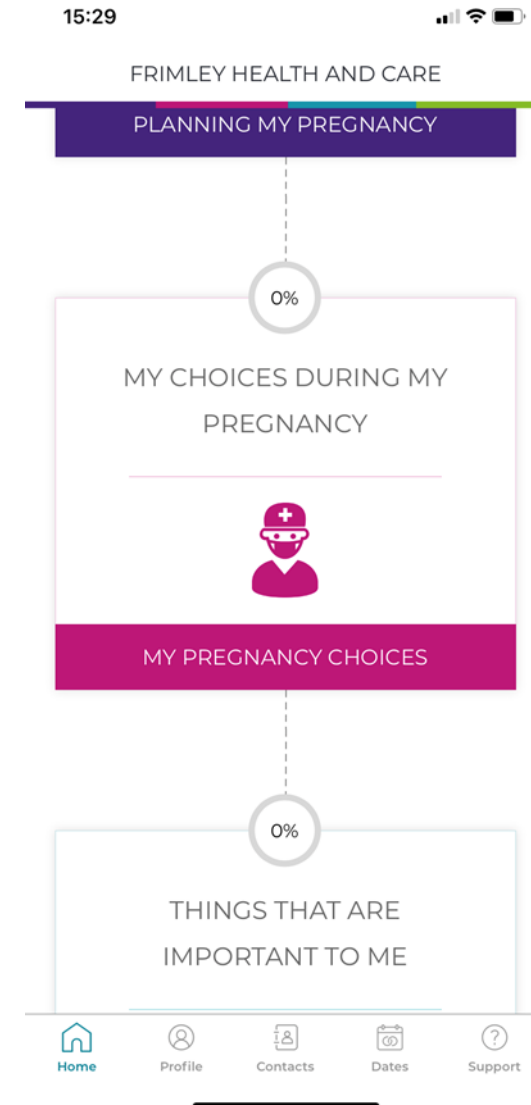 15:29
FRIMLEY HEALTH AND CARE
PLANNING MY PREGNANCY
0%
MY CHOICES DURING MY
PREGNANCY
MY PREGNANCY CHOICES
0%
THINGS THAT ARE
IMPORTANT TO ME
Home Profile Contacts Dates Support